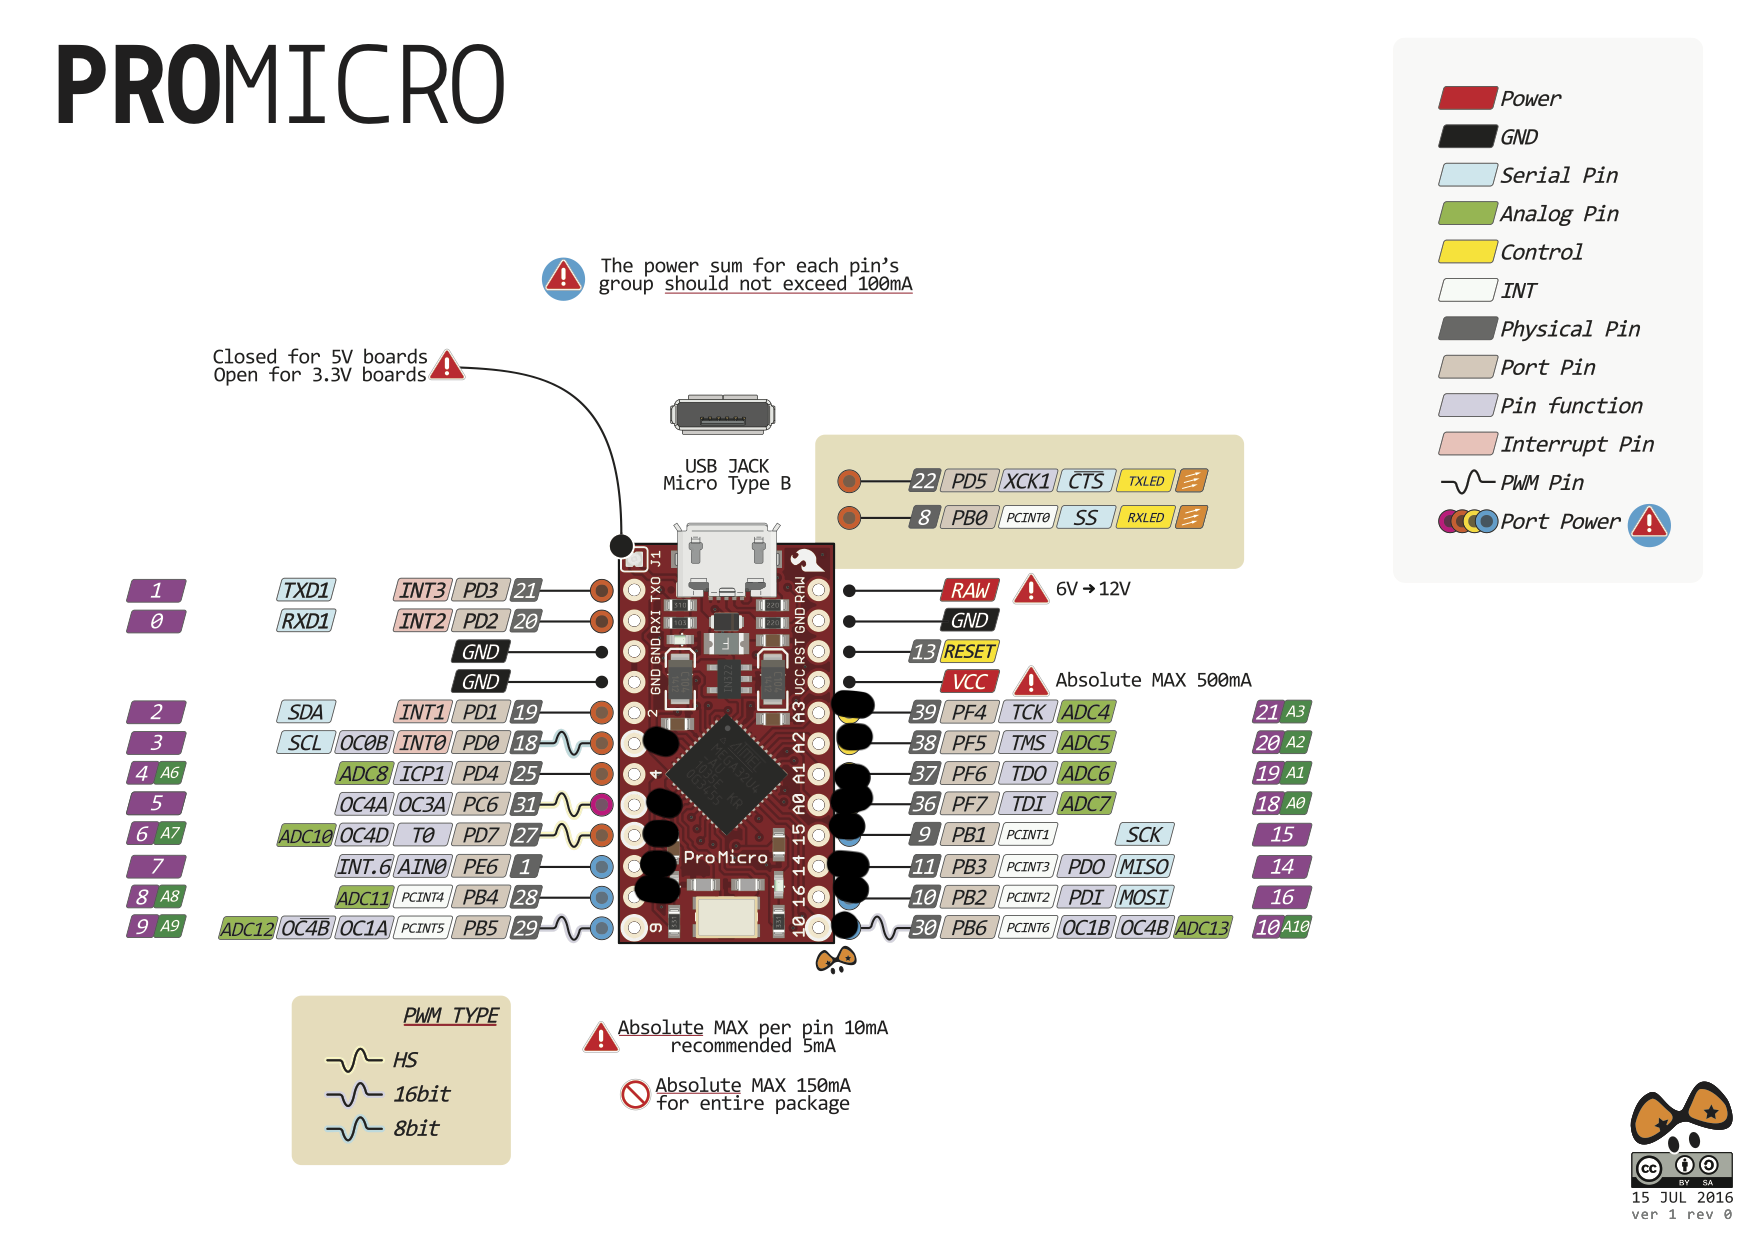 PROMICRO
Power
GND
Serial Pin
Analog Pin
Control
INT
Physical Pin
Port Pin
Pin function
Interrupt Pin
PWM Pin
Port Power
The power sum for each pin's
group should not exceed 100mA
Closed for 5V boards
Open for 3.3V boards
USB JACK
Micro Type B
22 PD5 XCK1 CTS TXLED
8 PB0 PCINT0 SS RXLED
1 TXD1 INT3 PD3 21
0 RXD1 INT2 PD2 20
GND
GND
2 SDA INT1 PD1 19
3 SCL OC0B INT0 PD0 18
4 A6 ADC8 ICP1 PD4 25
5 OC4A OC3A PC6 31
6 A7 ADC10 OC4D T0 PD7 27
7 INT.6 AIN0 PE6 1
8 A8 ADC11 PCINT4 PB4 28
9 A9 ADC12 OC4B OC1A PCINT5 PB5 29
J1
TXO
RXI
GND
GND
2
4
9
RAW
GND
RST
VCC
A3
A2
A1
A0
15
14
16
10
ProMicro
RAW 6V→12V
GND
13 RESET
VCC Absolute MAX 500mA
39 PF4 TCK ADC4 21 A3
38 PF5 TMS ADC5 20 A2
37 PF6 TDO ADC6 19 A1
36 PF7 TDI ADC7 18 A0
9 PB1 PCINT1 SCK 15
11 PB3 PCINT3 PDO MISO 14
10 PB2 PCINT2 PDI MOSI 16
30 PB6 PCINT6 OC1B OC4B ADC13 10 A10
PWM TYPE
HS
16bit
8bit
Absolute MAX per pin 10mA
recommended 5mA
Absolute MAX 150mA
for entire package
cc BY SA
15 JUL 2016
ver 1 rev 0